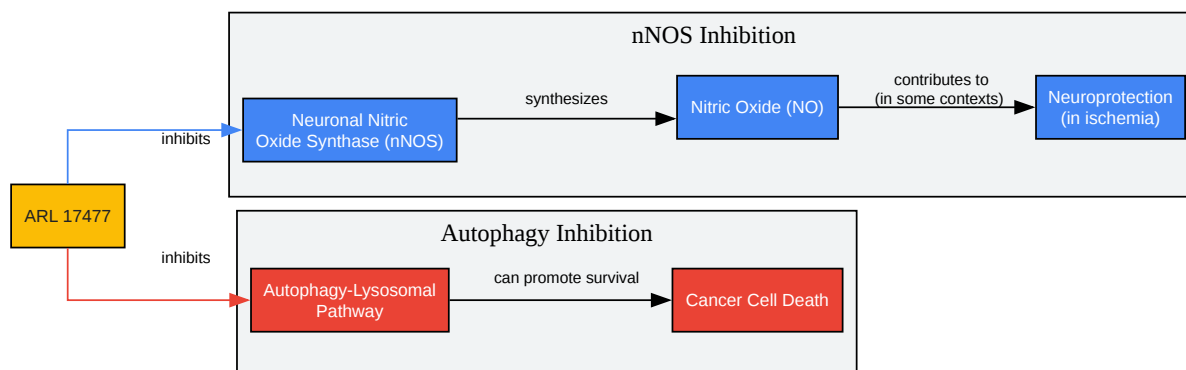 nNOS Inhibition
inhibits
Neuronal Nitric
Oxide Synthase (nNOS)
synthesizes
Nitric Oxide (NO)
contributes to
(in some contexts)
Neuroprotection
(in ischemia)
ARL 17477
Autophagy Inhibition
inhibits
Autophagy-Lysosomal
Pathway
can promote survival
Cancer Cell Death